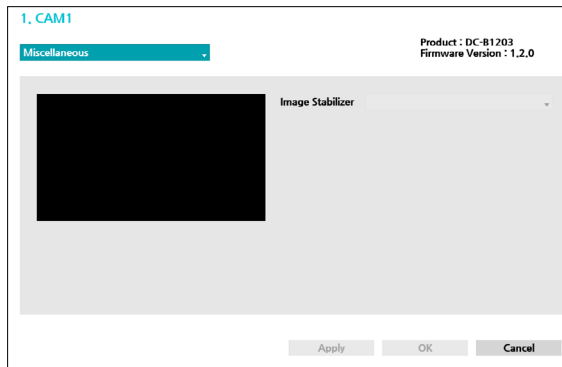 1. CAM1
Product : DC-B1203
Miscellaneous
Firmware Version : 1.2.0
Image Stabilizer
Apply
OK
Cancel